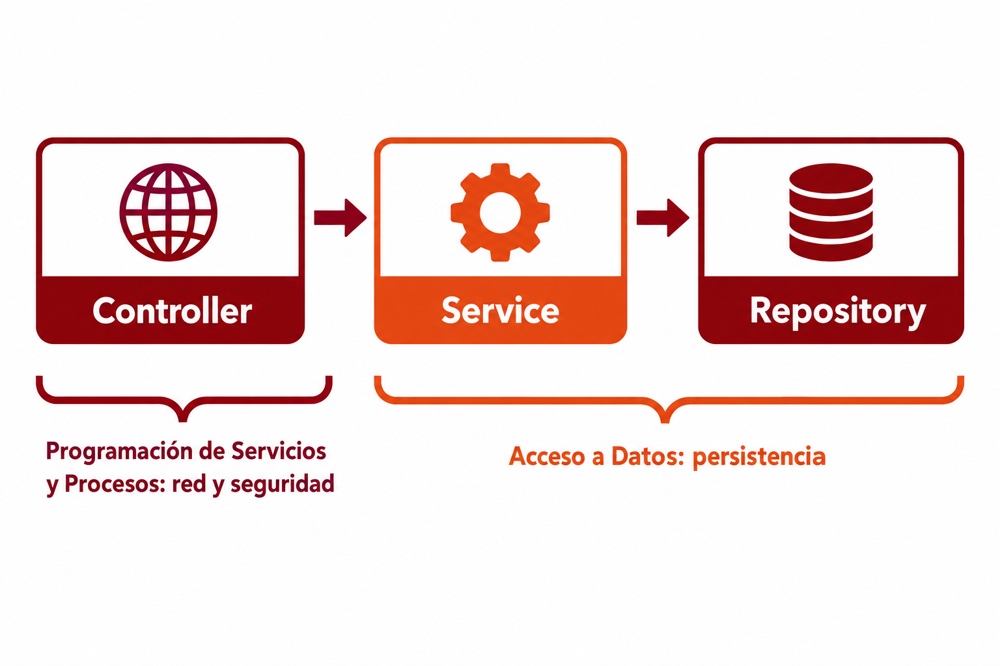 Controller
Service
Repository
Programación de Servicios
y Procesos: red y seguridad
Acceso a Datos: persistencia